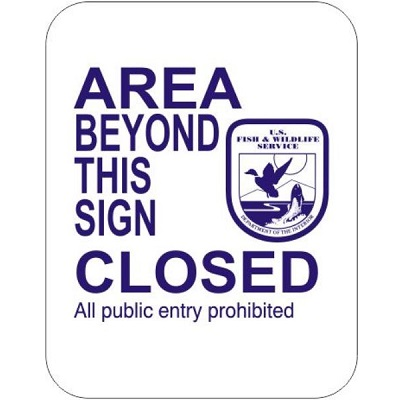 AREA
BEYOND
THIS
SIGN
U.S.
FISH & WILDLIFE
SERVICE
DEPARTMENT OF THE INTERIOR
CLOSED
All public entry prohibited